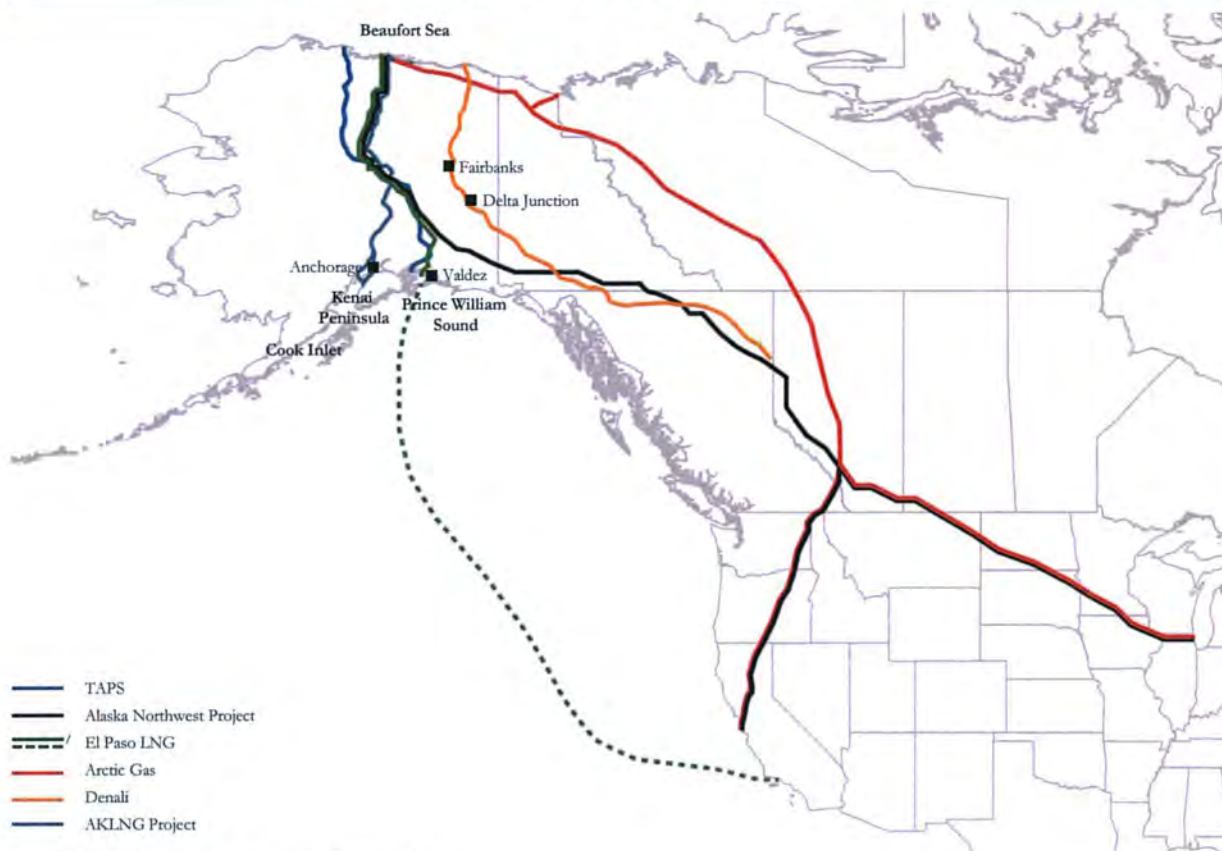 Beaufort Sea
Fairbanks
Delta Junction
Anchorage
Valdez
Kenai
Peninsula
Prince William
Sound
Cook Inlet
TAPS
Alaska Northwest Project
El Paso LNG
Arctic Gas
Denali
AKLNG Project